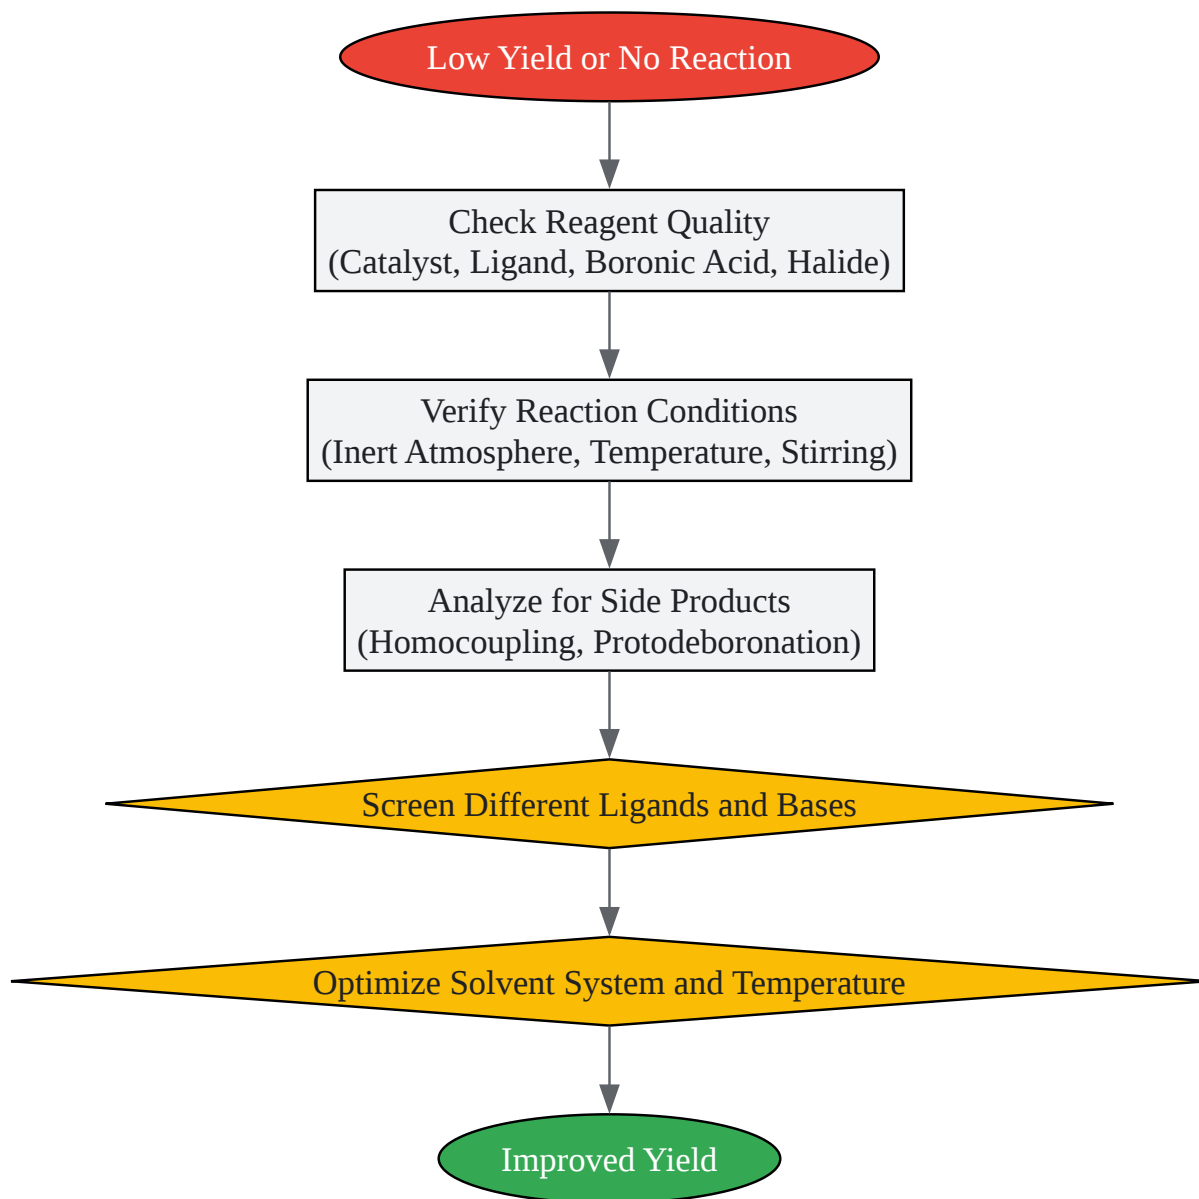 Low Yield or No Reaction
Check Reagent Quality
(Catalyst, Ligand, Boronic Acid, Halide)
Verify Reaction Conditions
(Inert Atmosphere, Temperature, Stirring)
Analyze for Side Products
(Homocoupling, Protodeboronation)
Screen Different Ligands and Bases
Optimize Solvent System and Temperature
Improved Yield